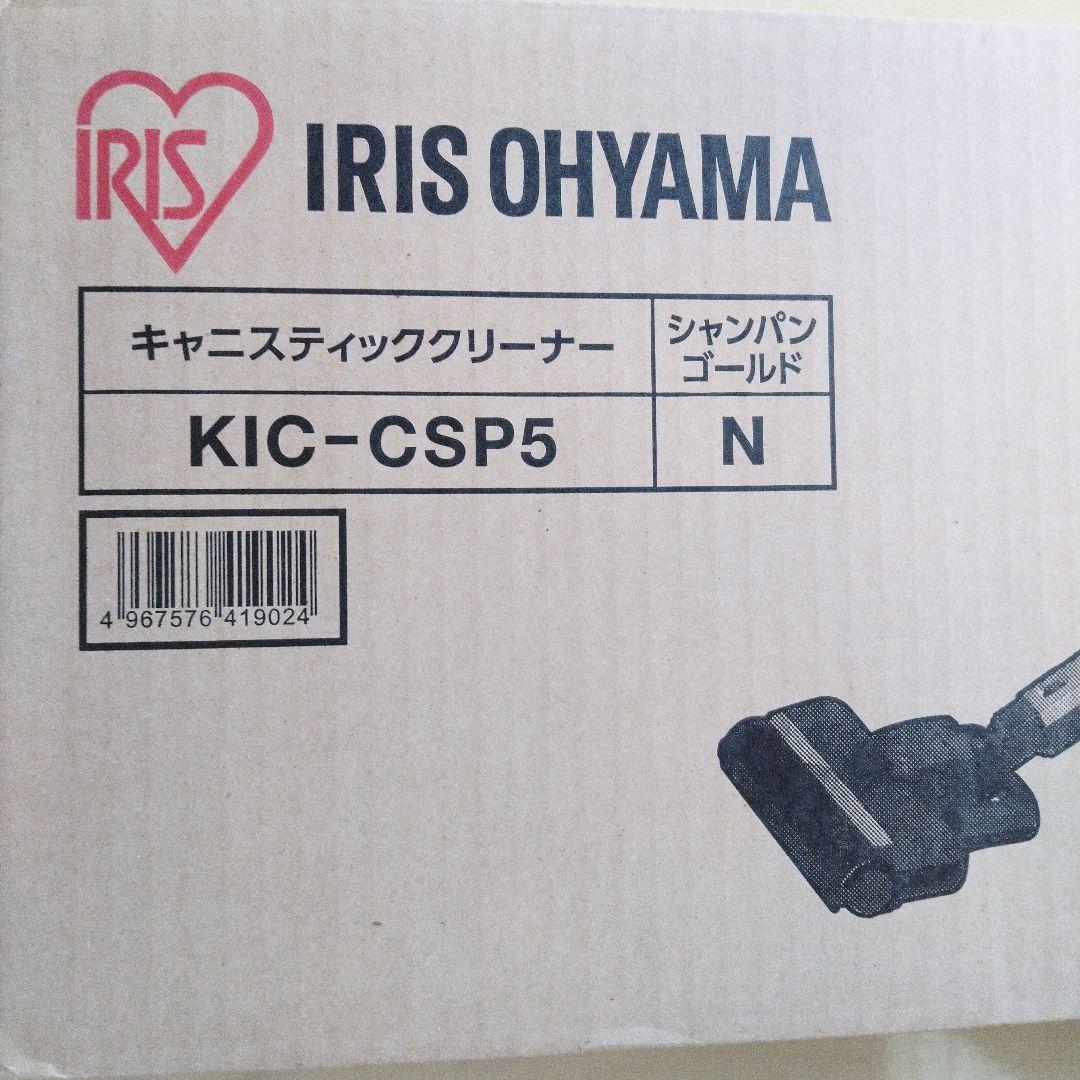 IRIS
IRIS OHYAMA
キャニスティッククリーナー
シャンパン
ゴールド
KIC-CSP5
N
4 967576 419024